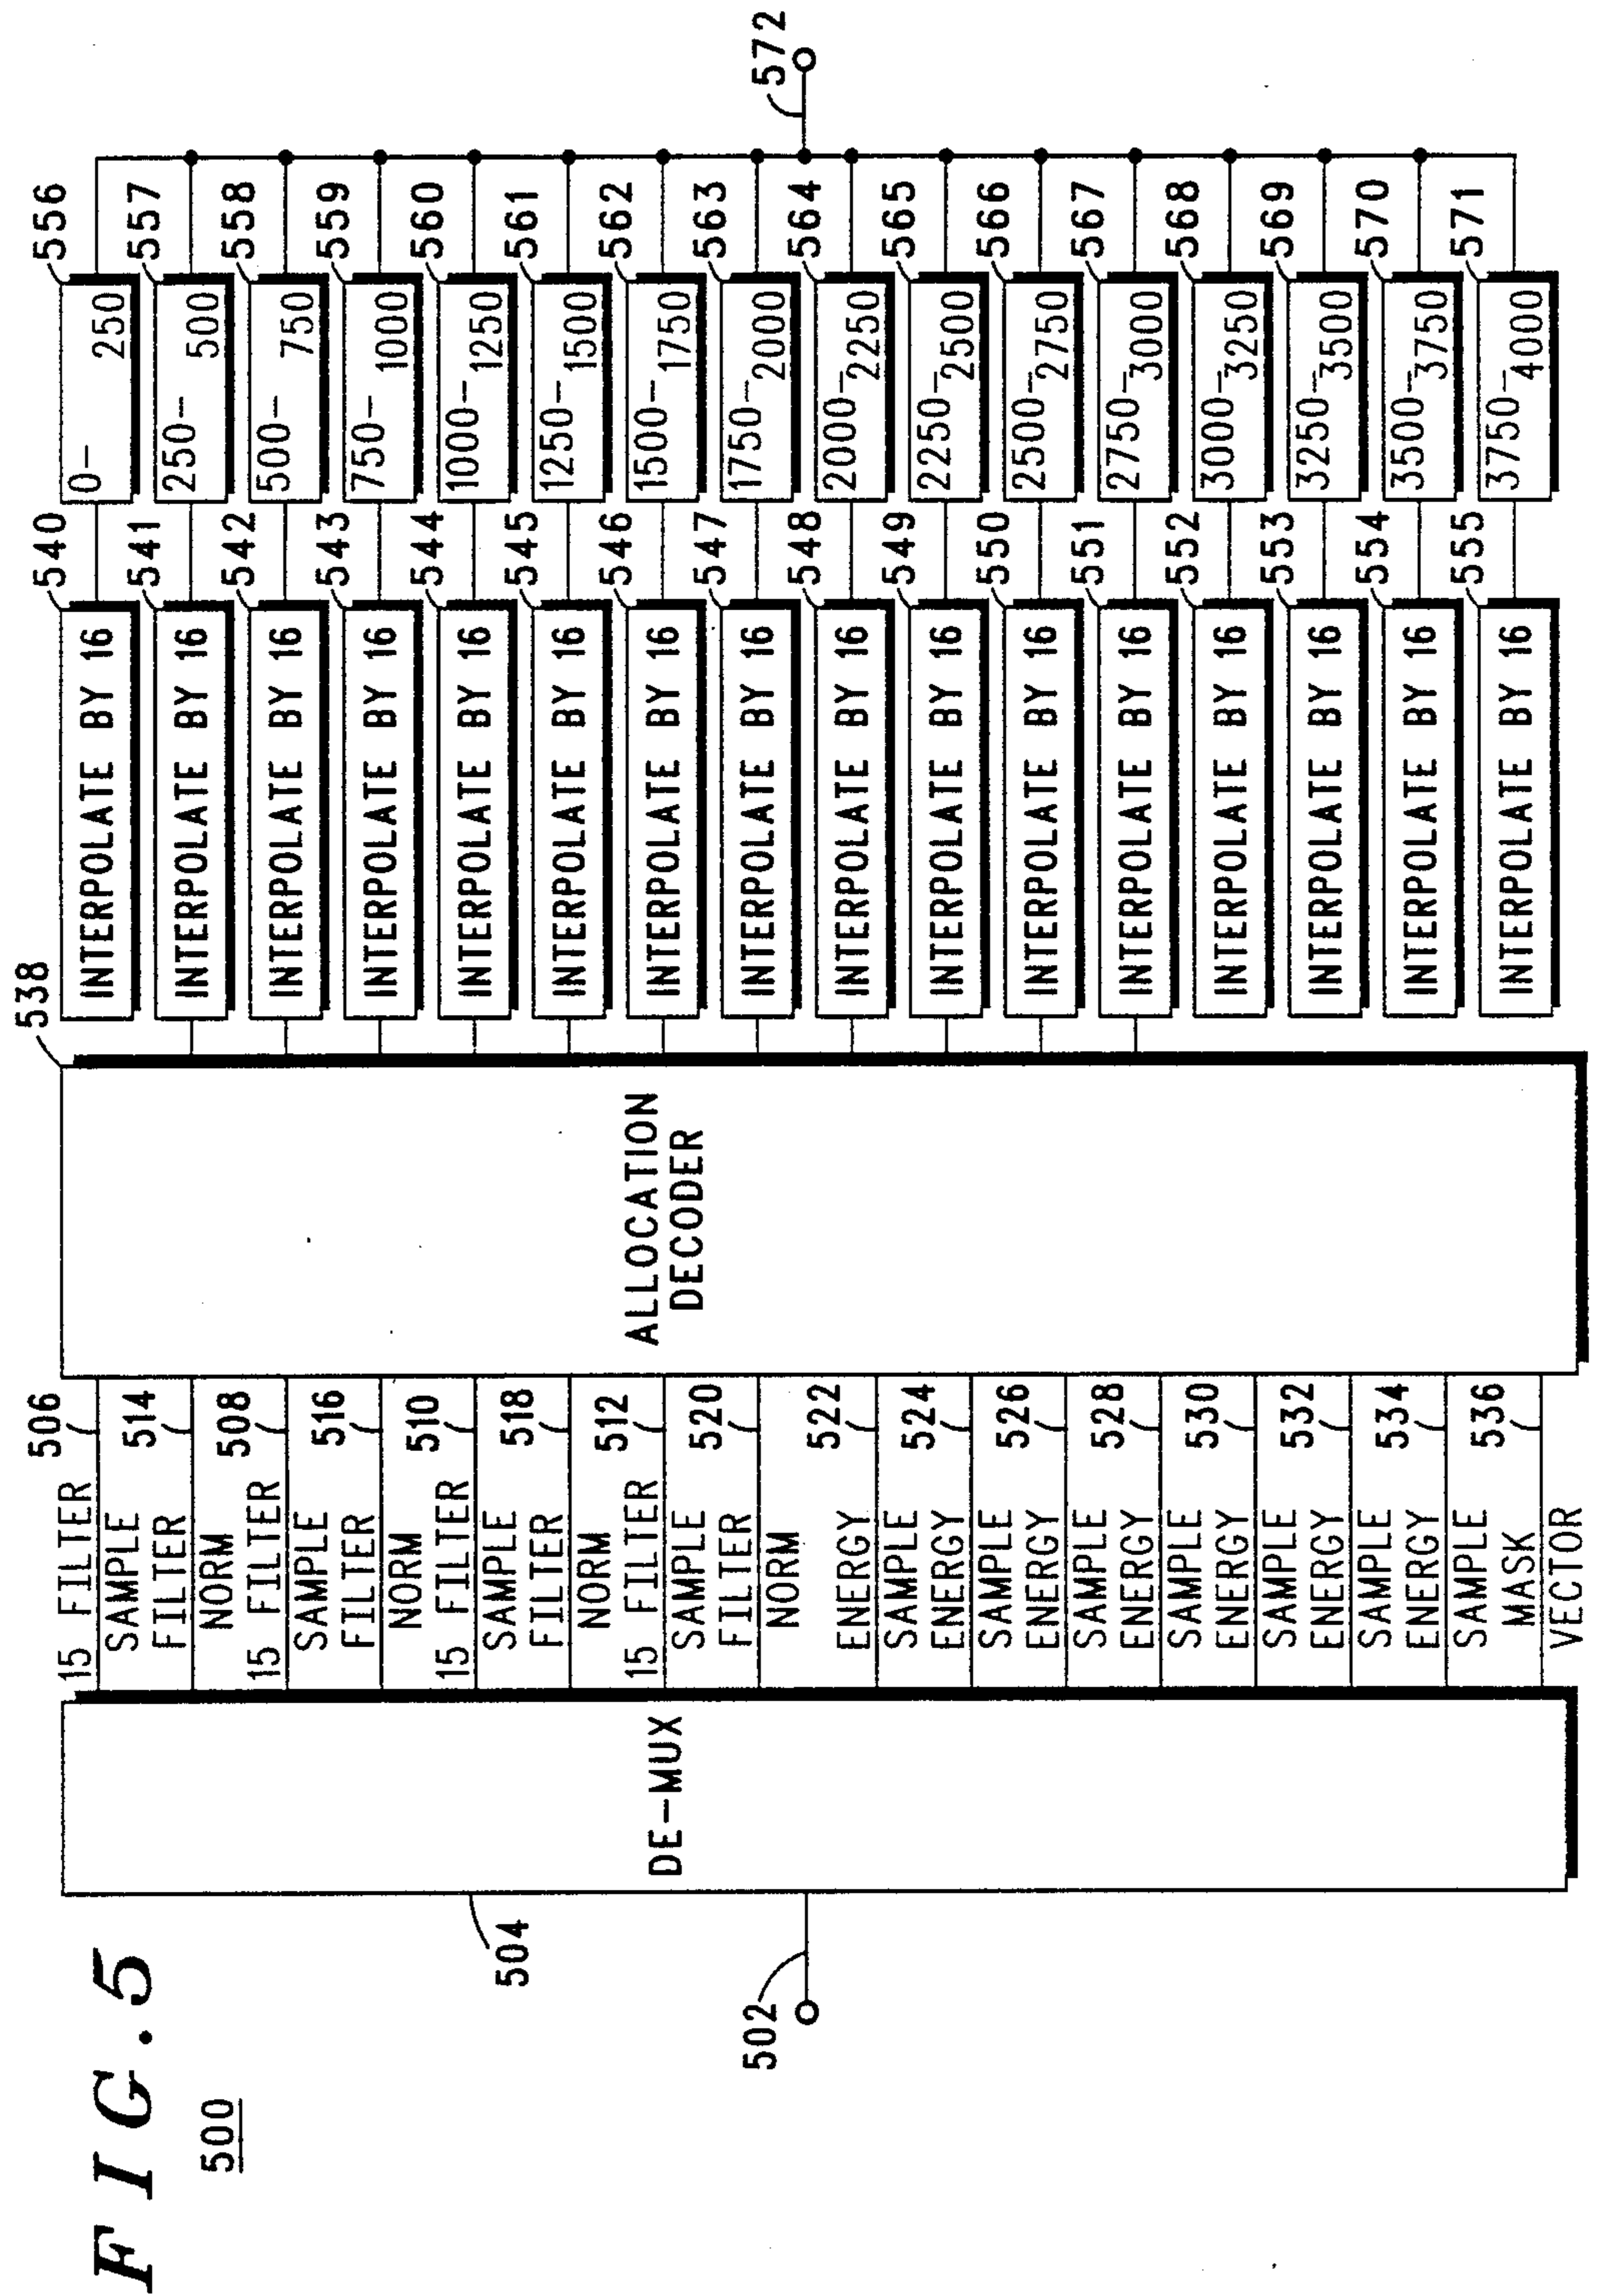 FIG. 5
500
502
504
DE-MUX
506
15 FILTER
SAMPLE
514
FILTER
NORM
508
15 FILTER
SAMPLE
516
FILTER
NORM
510
15 FILTER
SAMPLE
518
FILTER
NORM
512
15 FILTER
SAMPLE
520
FILTER
NORM
522
ENERGY
SAMPLE
524
ENERGY
SAMPLE
526
ENERGY
SAMPLE
528
ENERGY
SAMPLE
530
ENERGY
SAMPLE
532
ENERGY
SAMPLE
534
ENERGY
SAMPLE
536
MASK
VECTOR
538
ALLOCATION
DECODER
540
INTERPOLATE BY 16
541
INTERPOLATE BY 16
542
INTERPOLATE BY 16
543
INTERPOLATE BY 16
544
INTERPOLATE BY 16
545
INTERPOLATE BY 16
546
INTERPOLATE BY 16
547
INTERPOLATE BY 16
548
INTERPOLATE BY 16
549
INTERPOLATE BY 16
550
INTERPOLATE BY 16
551
INTERPOLATE BY 16
552
INTERPOLATE BY 16
553
INTERPOLATE BY 16
554
INTERPOLATE BY 16
555
INTERPOLATE BY 16
556
0-
250
557
250-
500
558
500-
750
559
750-
1000
560
1000-
1250
561
1250-
1500
562
1500-
1750
563
1750-
2000
564
2000-
2250
565
2250-
2500
566
2500-
2750
567
2750-
3000
568
3000-
3250
569
3250-
3500
570
3500-
3750
571
3750-
4000
572